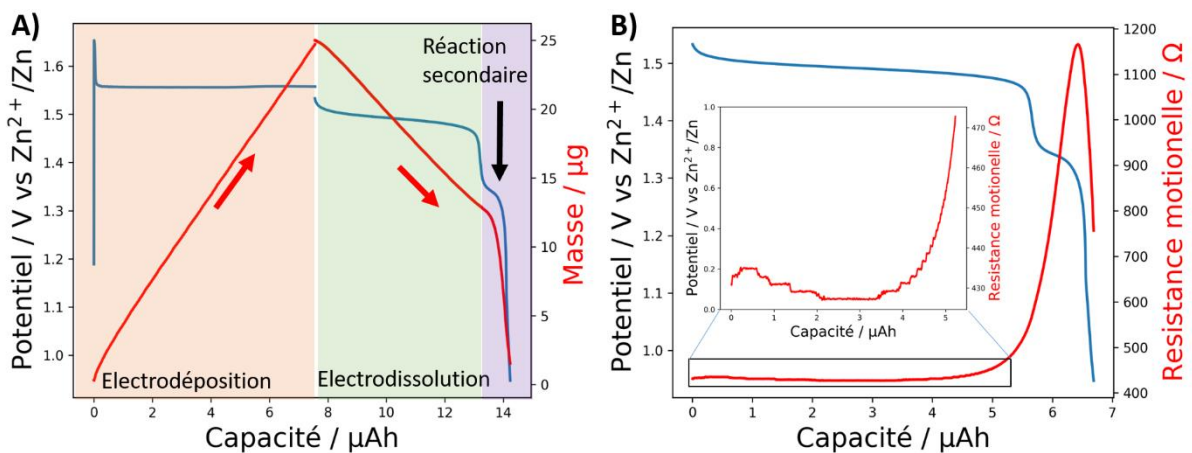 A)
Potentiel / V vs Zn²⁺/Zn
1.6
1.5
1.4
1.3
1.2
1.1
1.0
0 2 4 6 8 10 12 14
Capacité / µAh
Electrodéposition
Electrodissolution
Réaction
secondaire
25
20
15
10
5
0
Masse / µg
B)
Potentiel / V vs Zn²⁺/Zn
1.5
1.4
1.3
1.2
1.1
1.0
0 1 2 3 4 5 6 7
Capacité / µAh
1200
1100
1000
900
800
700
600
500
400
Resistance motionelle / Ω
Potentiel / V vs Zn²⁺/Zn
1.0
0.8
0.6
0.4
0.2
0.0
0 1 2 3 4 5
Capacité / µAh
470
460
450
440
430
Resistance motionelle / Ω